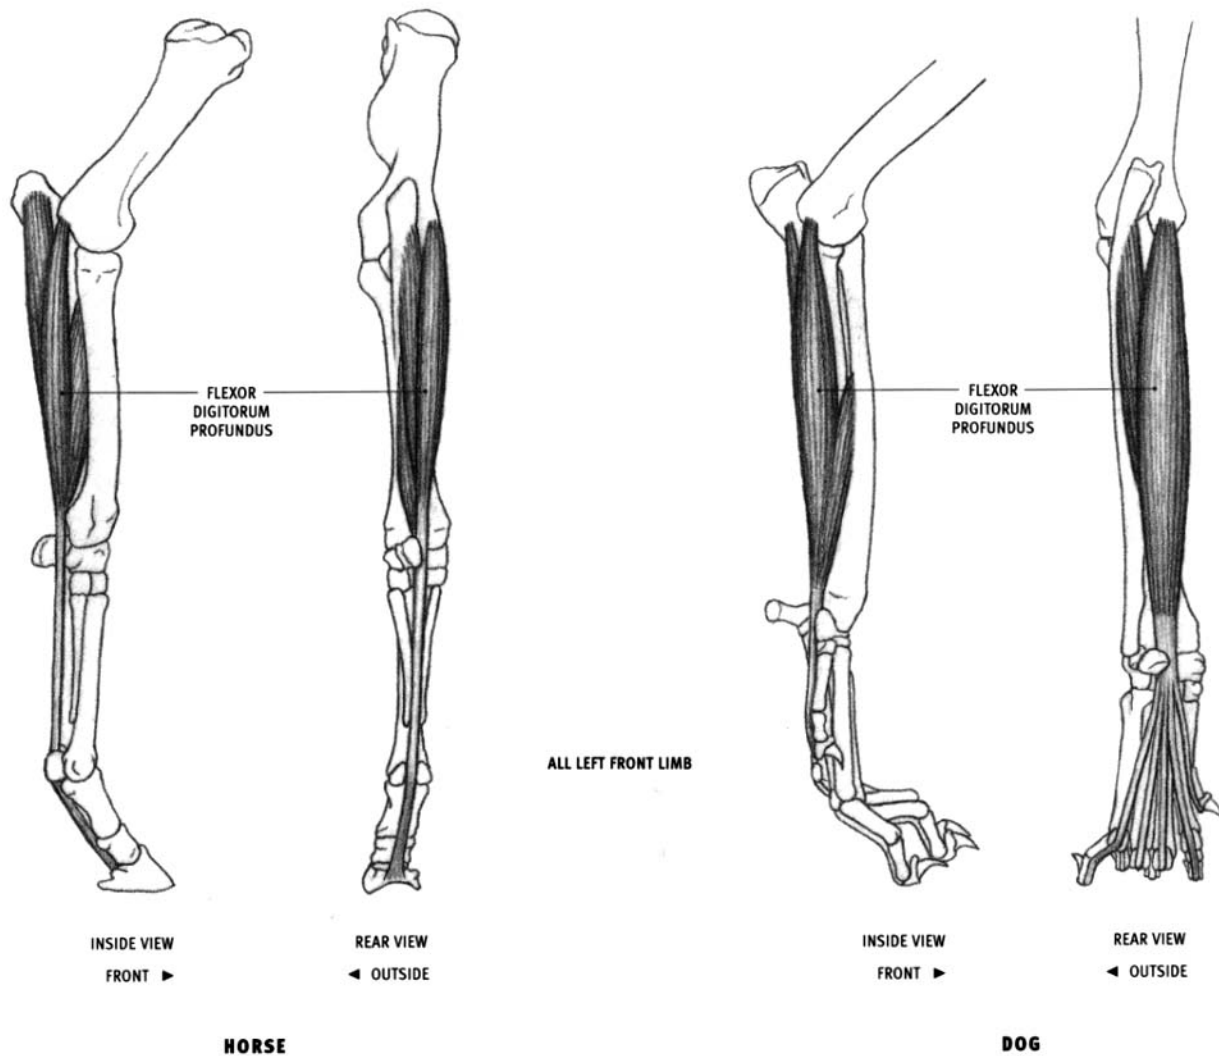 FLEXOR
DIGITORUM
PROFUNDUS
FLEXOR
DIGITORUM
PROFUNDUS
ALL LEFT FRONT LIMB
INSIDE VIEW
FRONT ►
REAR VIEW
◄ OUTSIDE
INSIDE VIEW
FRONT ►
REAR VIEW
◄ OUTSIDE
HORSE
DOG